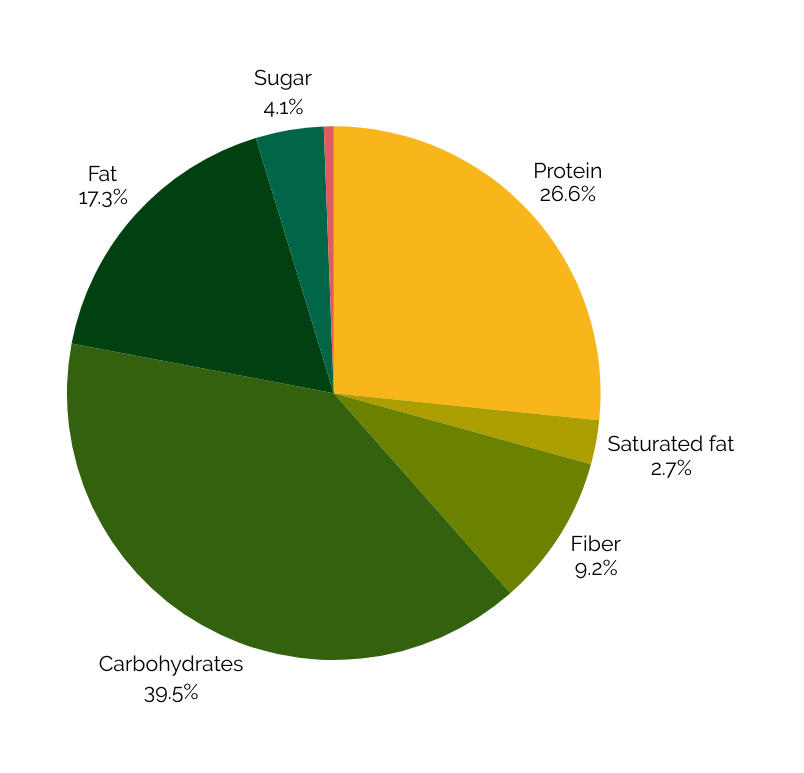 Sugar
4.1%
Protein
26.6%
Fat
17.3%
Saturated fat
2.7%
Fiber
9.2%
Carbohydrates
39.5%